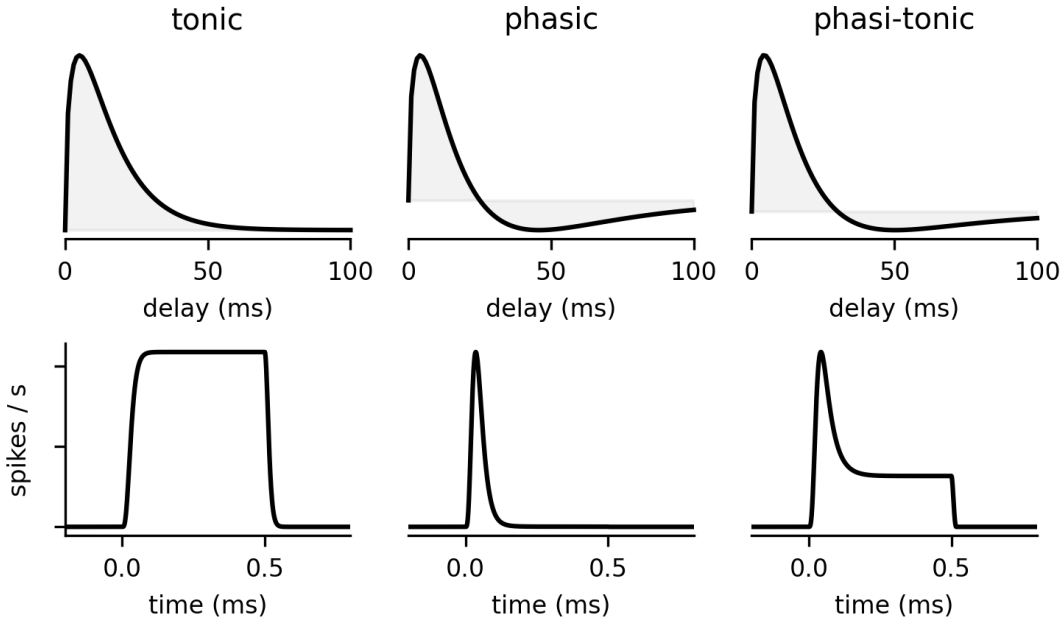 tonic
phasic
phasi-tonic
0 50 100
0 50 100
0 50 100
delay (ms)
delay (ms)
delay (ms)
spikes / s
0.0 0.5
0.0 0.5
0.0 0.5
time (ms)
time (ms)
time (ms)